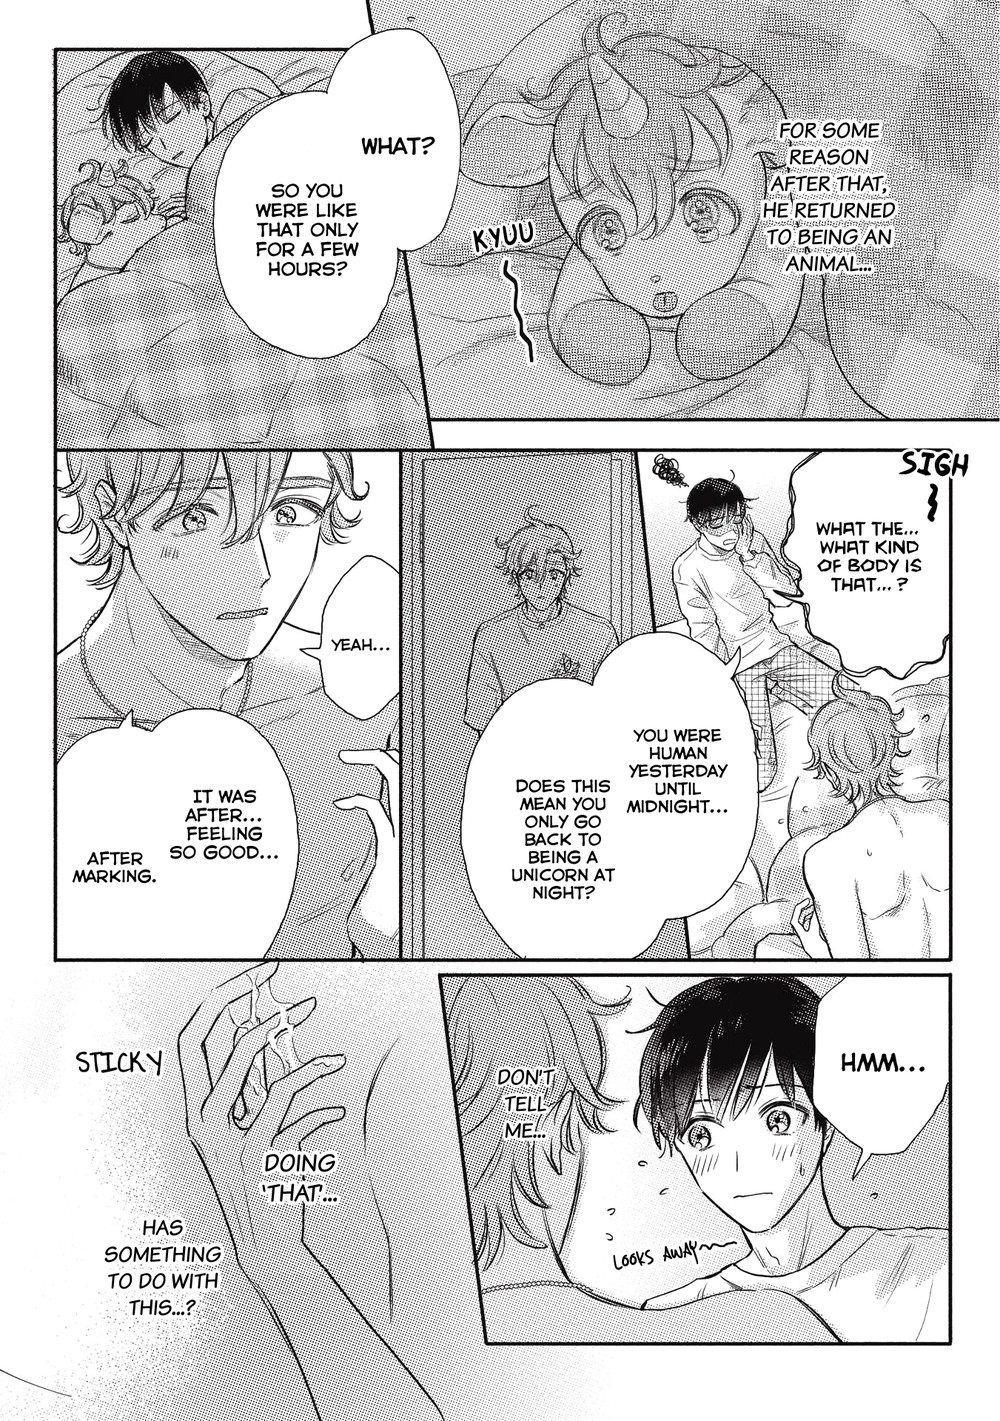 FOR SOME
REASON
AFTER THAT,
HE RETURNED
TO BEING AN
ANIMAL...
KYUU
WHAT?
SO YOU
WERE LIKE
THAT ONLY
FOR A FEW
HOURS?
SIGH
WHAT THE...
WHAT KIND
OF BODY IS
THAT...?
YOU WERE
HUMAN
YESTERDAY
UNTIL
MIDNIGHT...
DOES THIS
MEAN YOU
ONLY GO
BACK TO
BEING A
UNICORN AT
NIGHT?
YEAH...
IT WAS
AFTER...
FEELING
SO GOOD...
AFTER
MARKING.
HMM...
DON'T
TELL
ME...
LOOKS AWAY
STICKY
DOING
'THAT'...
HAS
SOMETHING
TO DO WITH
THIS...?